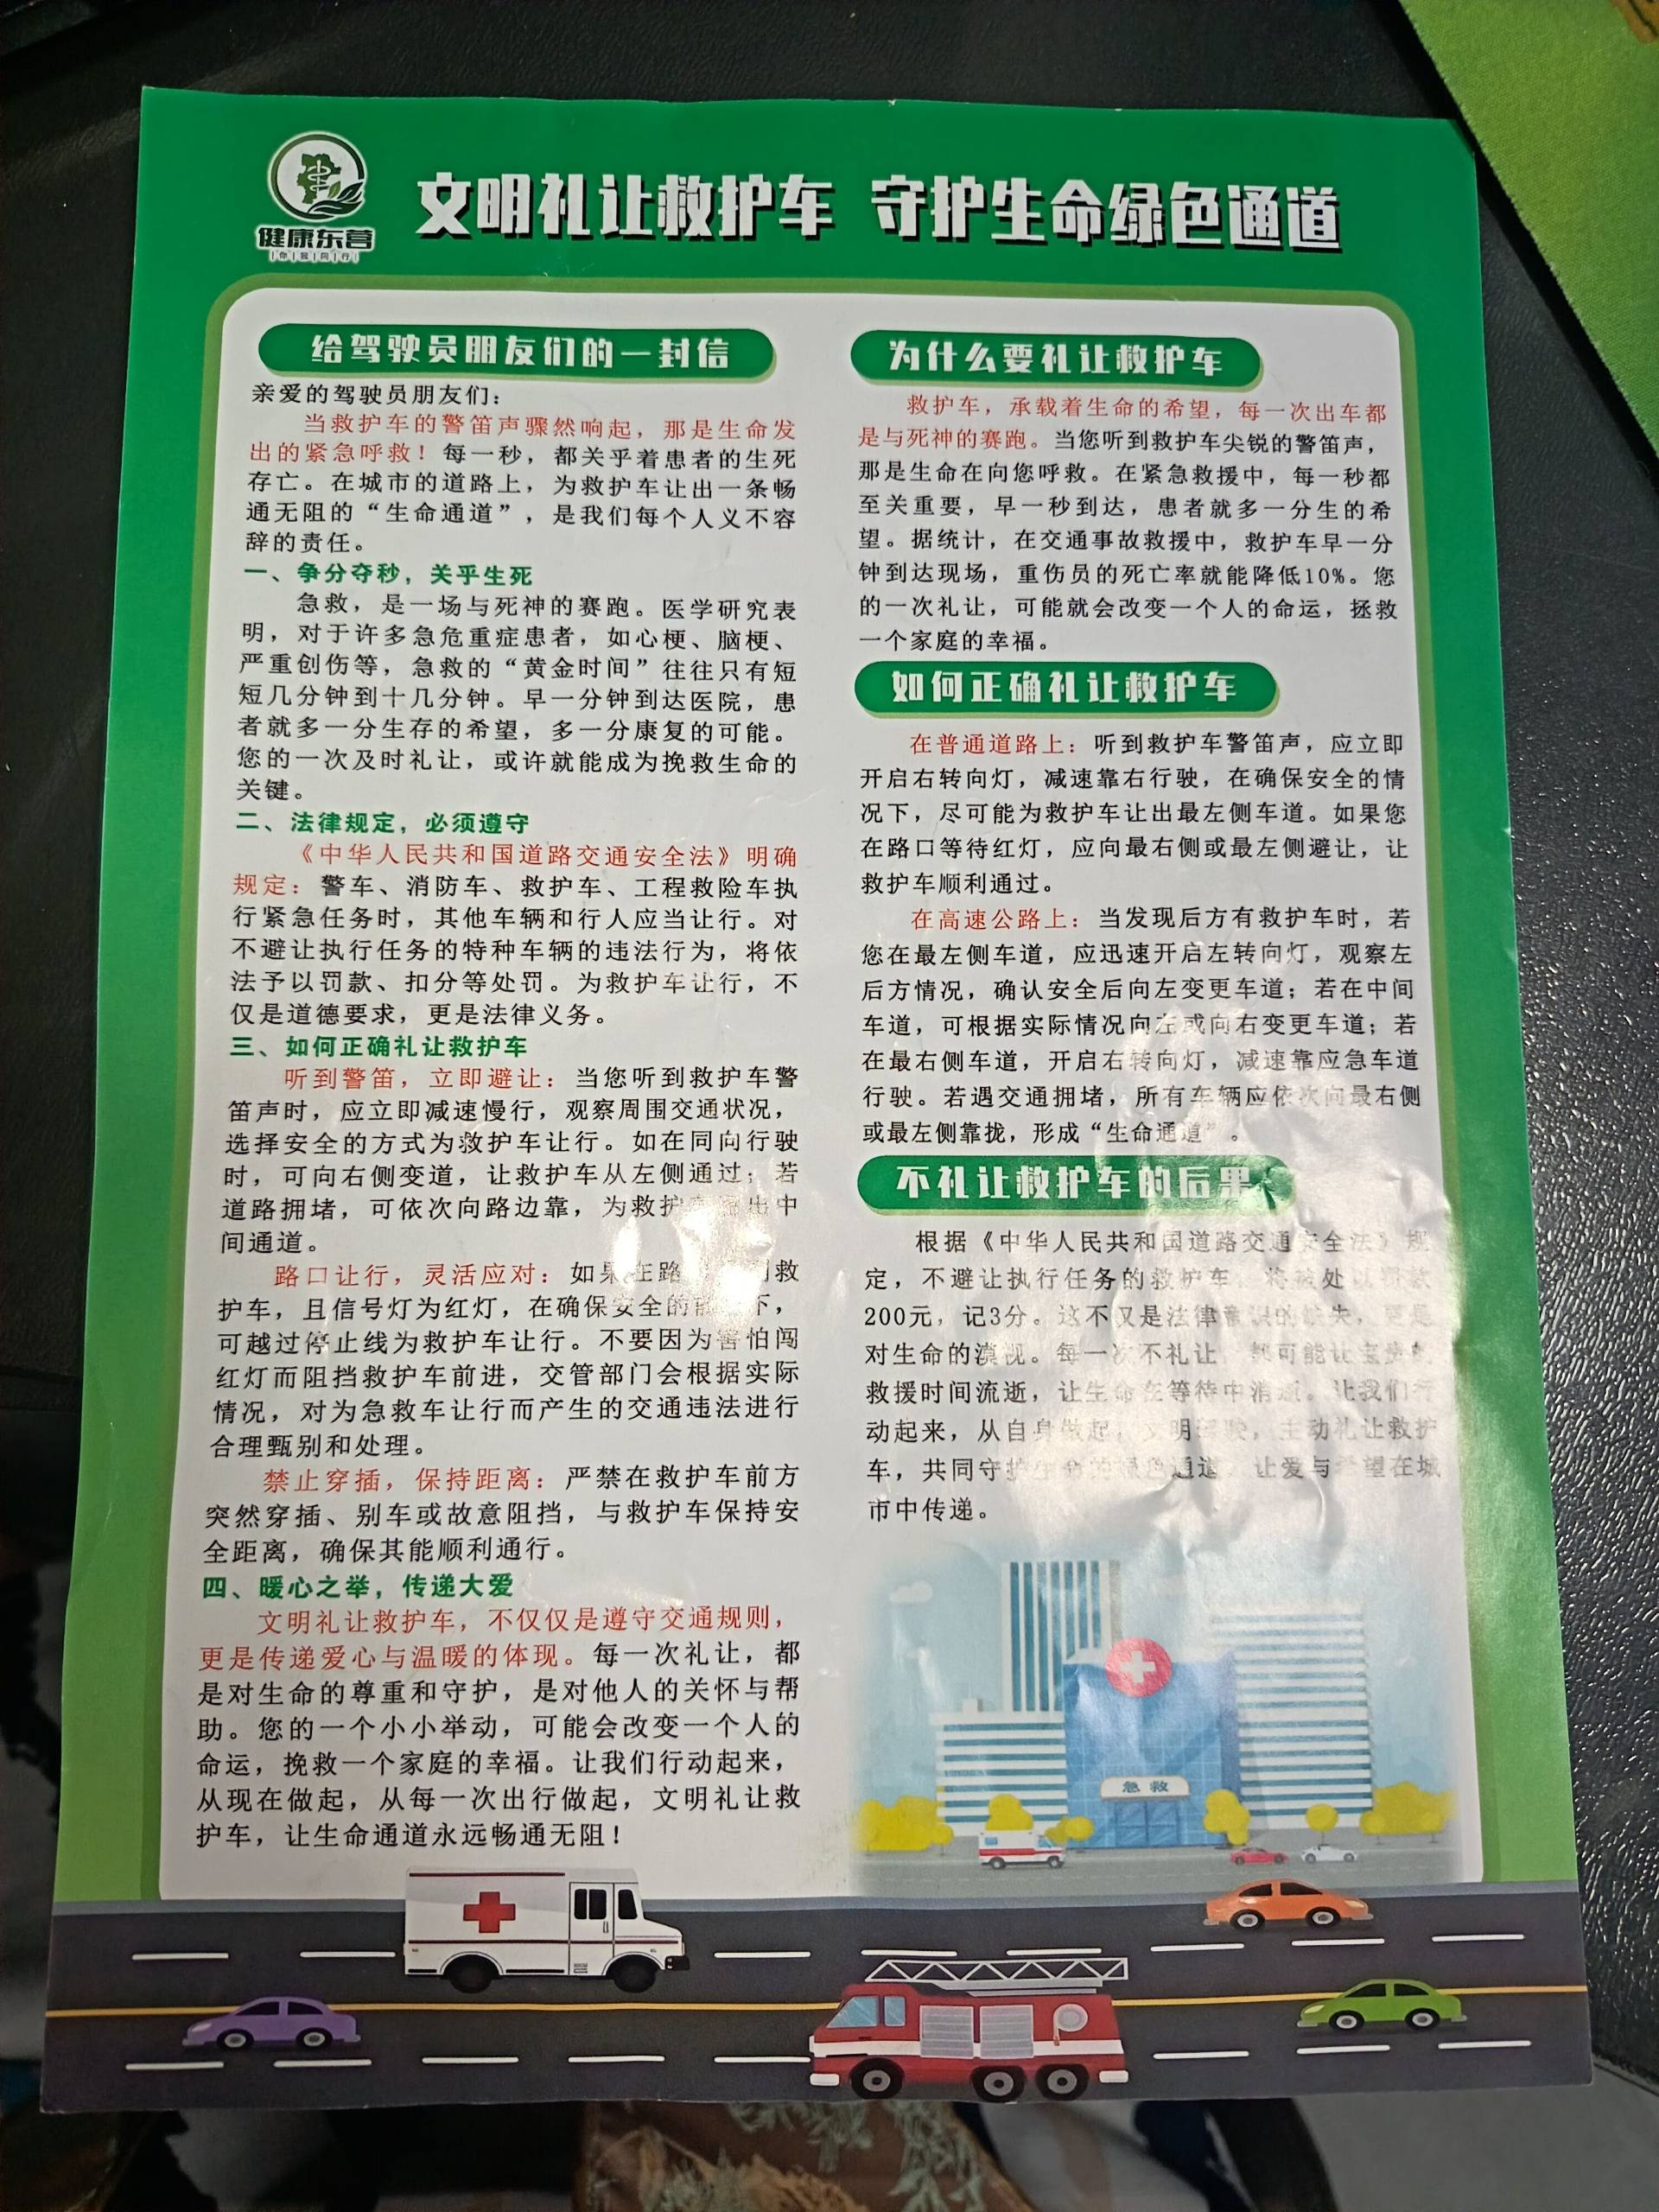 健康东营
你我同行
文明礼让救护车 守护生命绿色通道
给驾驶员朋友们的一封信
亲爱的驾驶员朋友们：
当救护车的警笛声骤然响起，那是生命发
出的紧急呼救！每一秒，都关乎着患者的生死
存亡。在城市的道路上，为救护车让出一条畅
通无阻的“生命通道”，是我们每个人义不容
辞的责任。
一、争分夺秒，关乎生死
急救，是一场与死神的赛跑。医学研究表
明，对于许多急危重症患者，如心梗、脑梗、
严重创伤等，急救的“黄金时间”往往只有短
短几分钟到十几分钟。早一分钟到达医院，患
者就多一分生存的希望，多一分康复的可能。
您的一次及时礼让，或许就能成为挽救生命的
关键。
二、法律规定，必须遵守
《中华人民共和国道路交通安全法》明确
规定：警车、消防车、救护车、工程救险车执
行紧急任务时，其他车辆和行人应当让行。对
不避让执行任务的特种车辆的违法行为，将依
法予以罚款、扣分等处罚。为救护车让行，不
仅是道德要求，更是法律义务。
三、如何正确礼让救护车
听到警笛，立即避让：当您听到救护车警
笛声时，应立即减速慢行，观察周围交通状况，
选择安全的方式为救护车让行。如在同向行驶
时，可向右侧变道，让救护车从左侧通过；若
道路拥堵，可依次向路边靠，为救护 出中
间通道。
路口让行，灵活应对：如果在路 救
护车，且信号灯为红灯，在确保安全的 下，
可越过停止线为救护车让行。不要因为害怕闯
红灯而阻挡救护车前进，交管部门会根据实际
情况，对为急救车让行而产生的交通违法进行
合理甄别和处理。
禁止穿插，保持距离：严禁在救护车前方
突然穿插、别车或故意阻挡，与救护车保持安
全距离，确保其能顺利通行。
四、暖心之举，传递大爱
文明礼让救护车，不仅仅是遵守交通规则，
更是传递爱心与温暖的体现。每一次礼让，都
是对生命的尊重和守护，是对他人的关怀与帮
助。您的一个小小举动，可能会改变一个人的
命运，挽救一个家庭的幸福。让我们行动起来，
从现在做起，从每一次出行做起，文明礼让救
护车，让生命通道永远畅通无阻！
为什么要礼让救护车
救护车，承载着生命的希望，每一次出车都
是与死神的赛跑。当您听到救护车尖锐的警笛声，
那是生命在向您呼救。在紧急救援中，每一秒都
至关重要，早一秒到达，患者就多一分生的希
望。据统计，在交通事故救援中，救护车早一分
钟到达现场，重伤员的死亡率就能降低10%。您
的一次礼让，可能就会改变一个人的命运，拯救
一个家庭的幸福。
如何正确礼让救护车
在普通道路上：听到救护车警笛声，应立即
开启右转向灯，减速靠右行驶，在确保安全的情
况下，尽可能为救护车让出最左侧车道。如果您
在路口等待红灯，应向最右侧或最左侧避让，让
救护车顺利通过。
在高速公路上：当发现后方有救护车时，若
您在最左侧车道，应迅速开启左转向灯，观察左
后方情况，确认安全后向左变更车道；若在中间
车道，可根据实际情况向左或向右变更车道；若
在最右侧车道，开启右转向灯，减速靠应急车道
行驶。若遇交通拥堵，所有车辆应依次向最右侧
或最左侧靠拢，形成“生命通道”。
不礼让救护车的后果
根据《中华人民共和国道路交通安全法》规
定，不避让执行任务的救护车 将被处
200元，记3分。这不仅是法律意识的缺失，更是
对生命的漠视。每一次不礼让 都可能让宝贵的
救援时间流逝，让生命在等待中消逝。让我们行
动起来，从自身做起，文明驾驶，主动礼让救护
车，共同守护生命的绿色通道 让爱与希望在城
市中传递。
急救